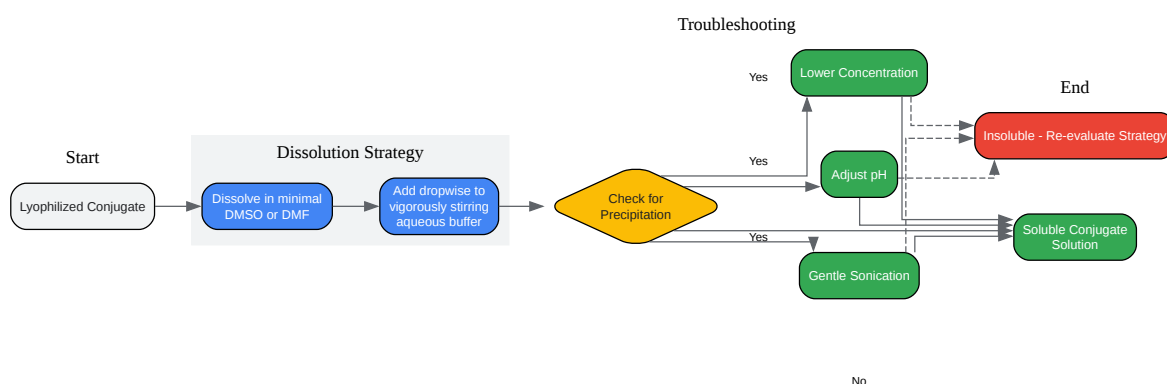 Troubleshooting
Yes
Lower Concentration
End
Insoluble - Re-evaluate Strategy
Start
Dissolution Strategy
Yes
Adjust pH
Lyophilized Conjugate
Dissolve in minimal
DMSO or DMF
Add dropwise to
vigorously stirring
aqueous buffer
Check for
Precipitation
Soluble Conjugate
Solution
Yes
Gentle Sonication
No